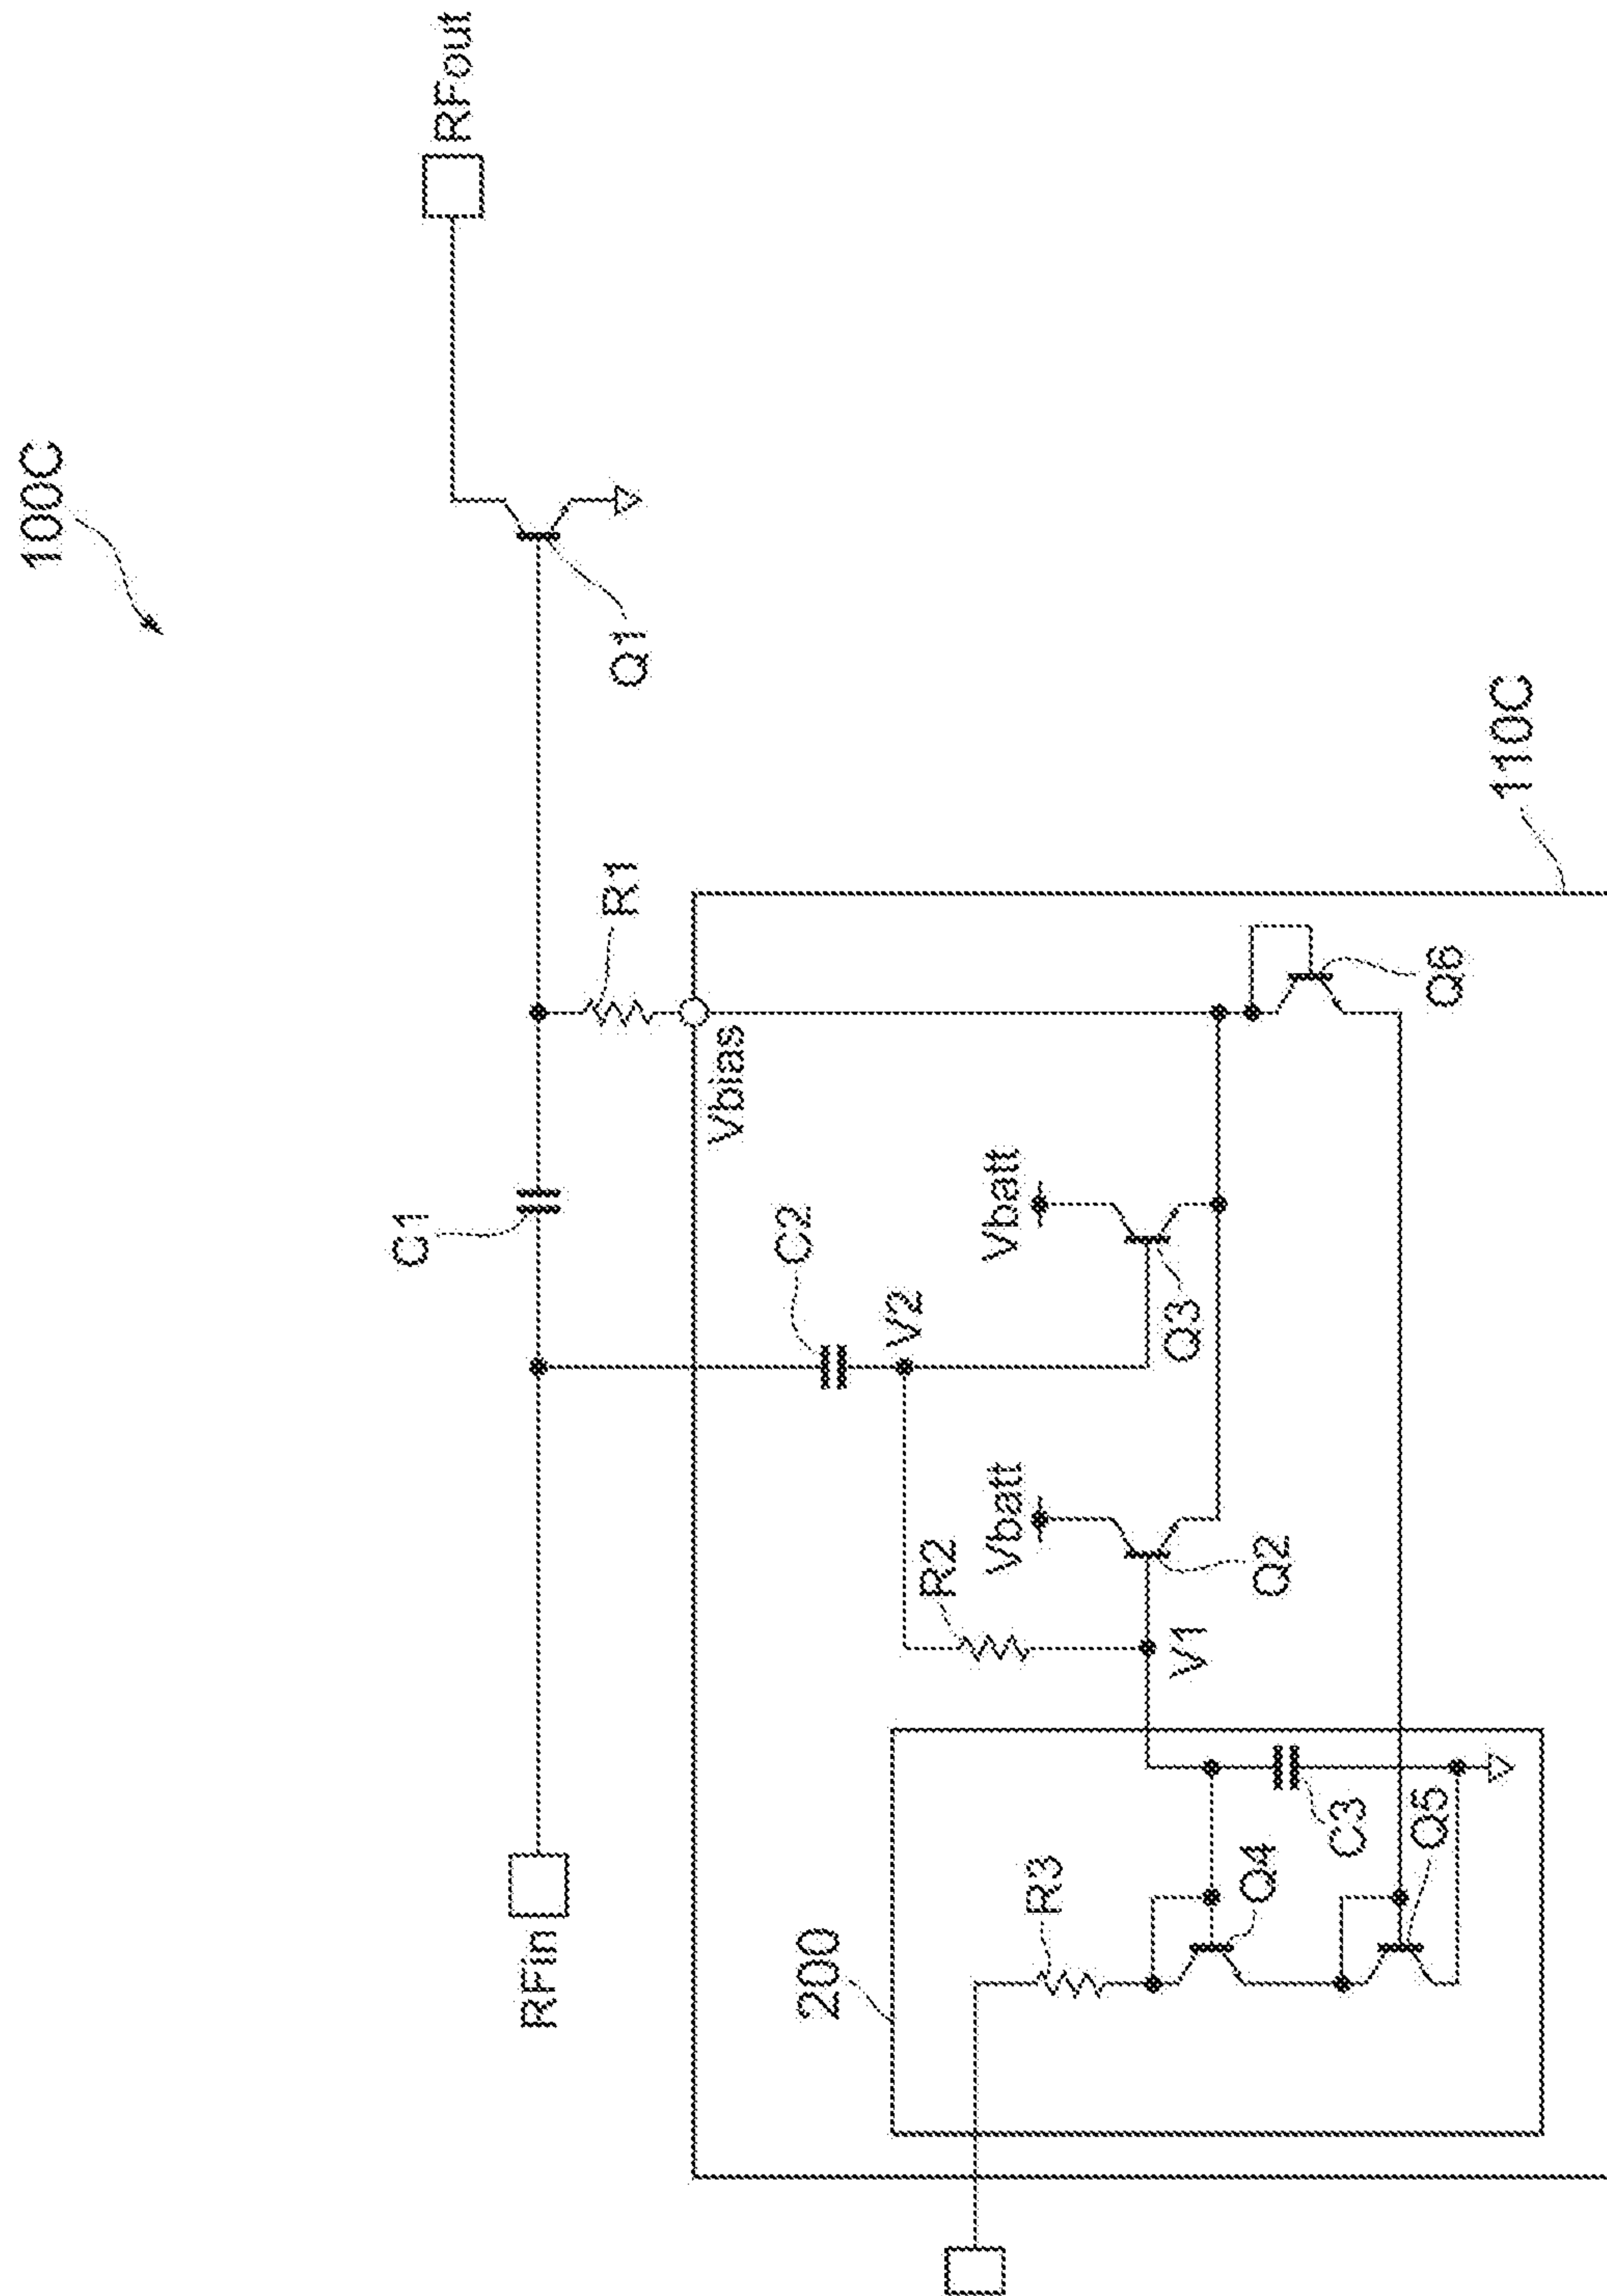 100C
RFout
Q1
C1
R1
RFin
Vbias
C2
V2
Vbatt
Q3
Vbatt
R2
Q2
V1
Q6
110C
200
R3
Q4
C3
Q5